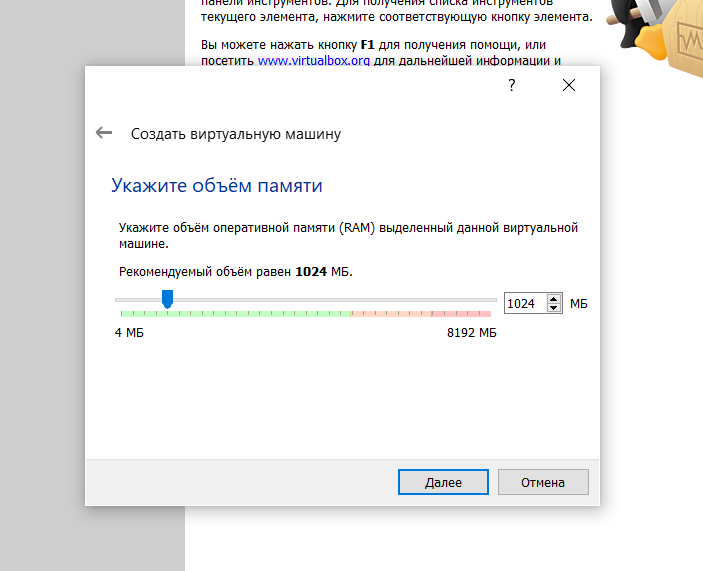 панели инструментов. Для получения списка инструментов
текущего элемента, нажмите соответствующую кнопку элемента.
Вы можете нажать кнопку F1 для получения помощи, или
посетить www.virtualbox.org для дальнейшей информации и
?
Создать виртуальную машину
Укажите объём памяти
Укажите объём оперативной памяти (RAM) выделенный данной виртуальной
машине.
Рекомендуемый объём равен 1024 МБ.
1024 МБ
4 МБ 8192 МБ
Далее Отмена